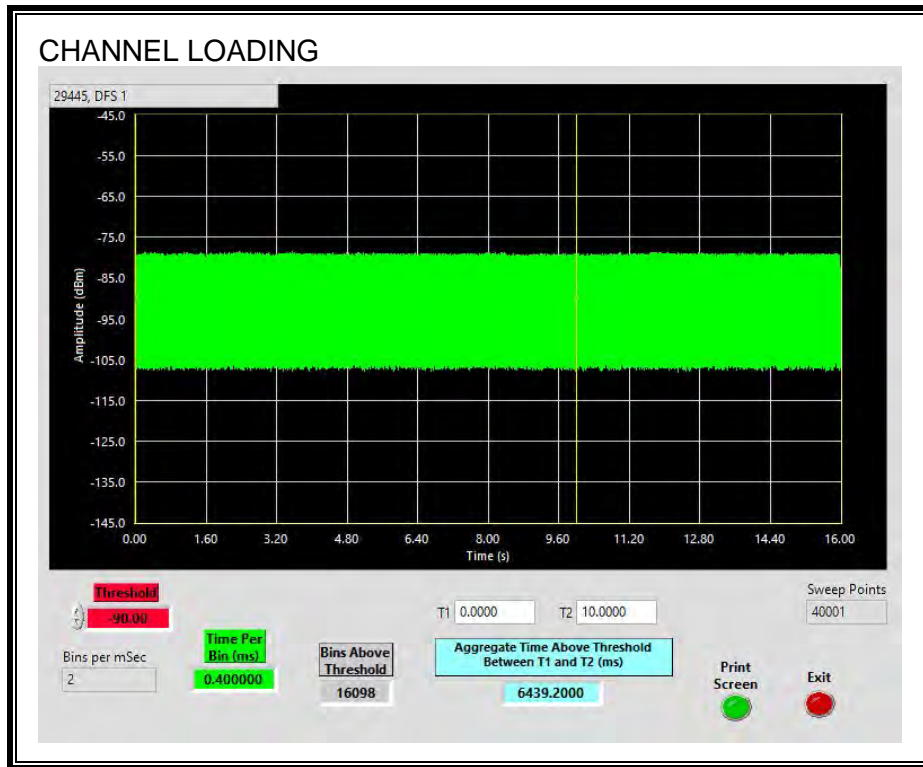 CHANNEL LOADING
29445, DFS 1
-45.0
-55.0
-65.0
-75.0
-85.0
-95.0
-105.0
-115.0
-125.0
-135.0
-145.0
Amplitude (dBm)
0.00 1.60 3.20 4.80 6.40 8.00 9.60 11.20 12.80 14.40 16.00
Time (s)
Threshold
-90.00
Bins per mSec
2
Time Per
Bin (ms)
0.400000
Bins Above
Threshold
16098
T1 0.0000 T2 10.0000
Aggregate Time Above Threshold
Between T1 and T2 (ms)
6439.2000
Sweep Points
40001
Print
Screen
Exit